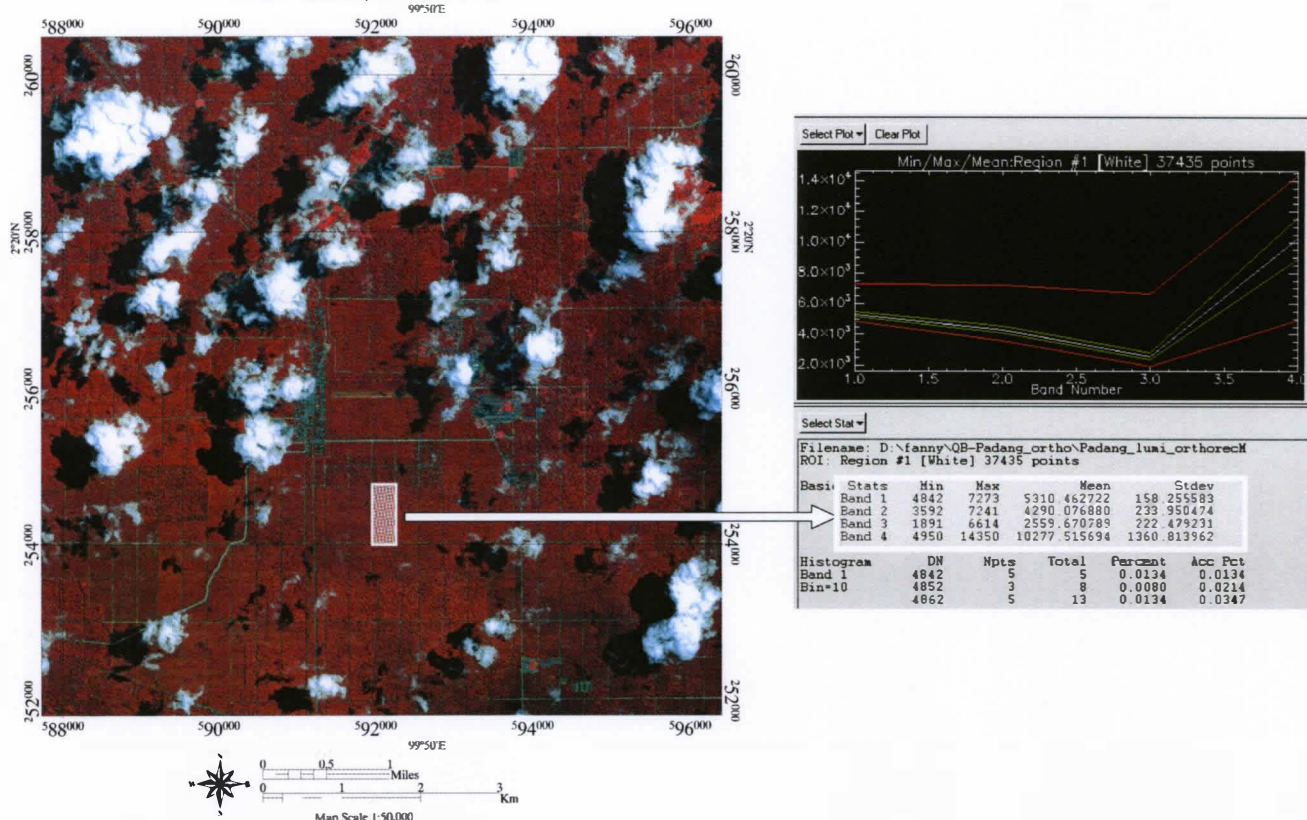 99°50'E
588000 590000 592000 594000 596000
260000 260000
2°20'N 258000 258000 2°20'N
256000 256000
254000 254000
252000 252000
588000 590000 592000 594000 596000
99°50'E
0 0.5 1
Miles
0 1 2 3
Km
Map Scale 1:50,000
Select Plot Clear Plot
Min/Max/Mean:Region #1 [White] 37435 points
1.4×10⁴
1.2×10⁴
1.0×10⁴
8.0×10³
6.0×10³
4.0×10³
2.0×10³
1.0 1.5 2.0 2.5 3.0 3.5 4.0
Band Number
Select Stat
Filename: D:\fanny\QB-Padang_ortho\Padang_lumi_orthorecM
ROI: Region #1 [White] 37435 points
Basic Stats Min Max Mean Stdev
Band 1 4842 7273 5310.462722 158.255583
Band 2 3592 7241 4290.076880 233.950474
Band 3 1891 6614 2559.670789 222.479231
Band 4 4950 14350 10277.515694 1360.813962
Histogram DN Npts Total Percent Acc Pct
Band 1 4842 5 5 0.0134 0.0134
Bin=10 4852 3 8 0.0080 0.0214
4862 5 13 0.0134 0.0347